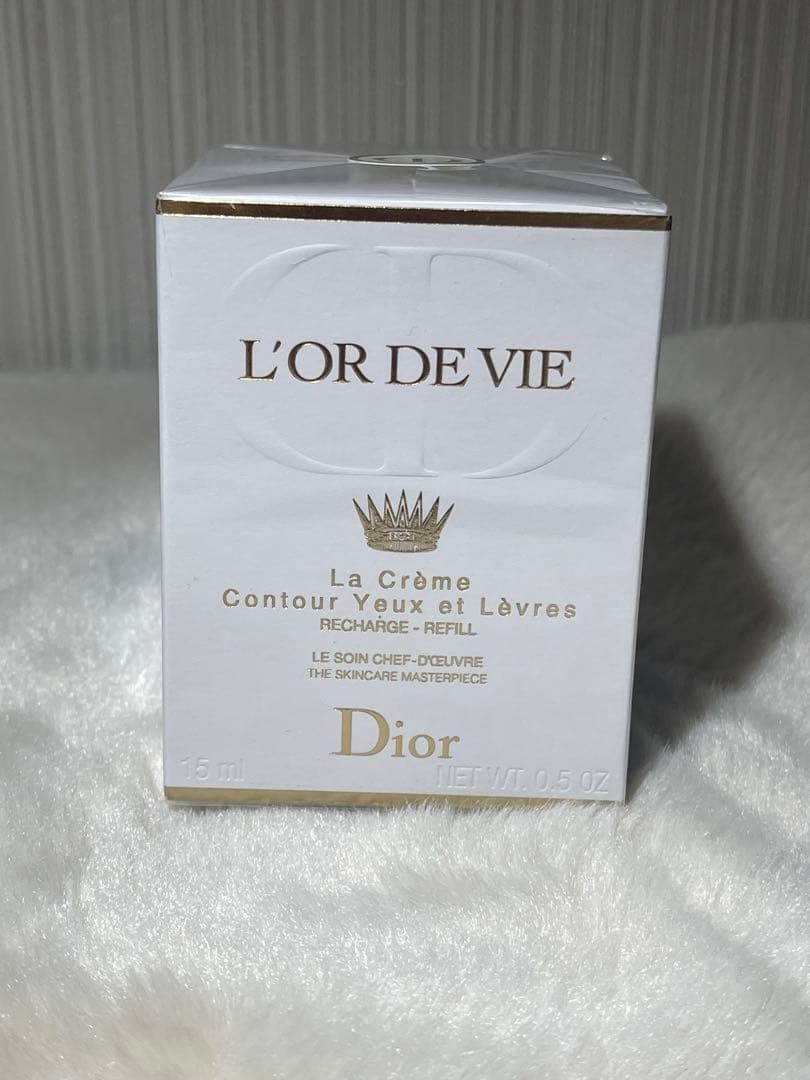 L'OR DE VIE
La Crème
Contour Yeux et Lèvres
RECHARGE - REFILL
LE SOIN CHEF-D'ŒUVRE
THE SKINCARE MASTERPIECE
Dior
15 ml NET WT. 0.5 OZ